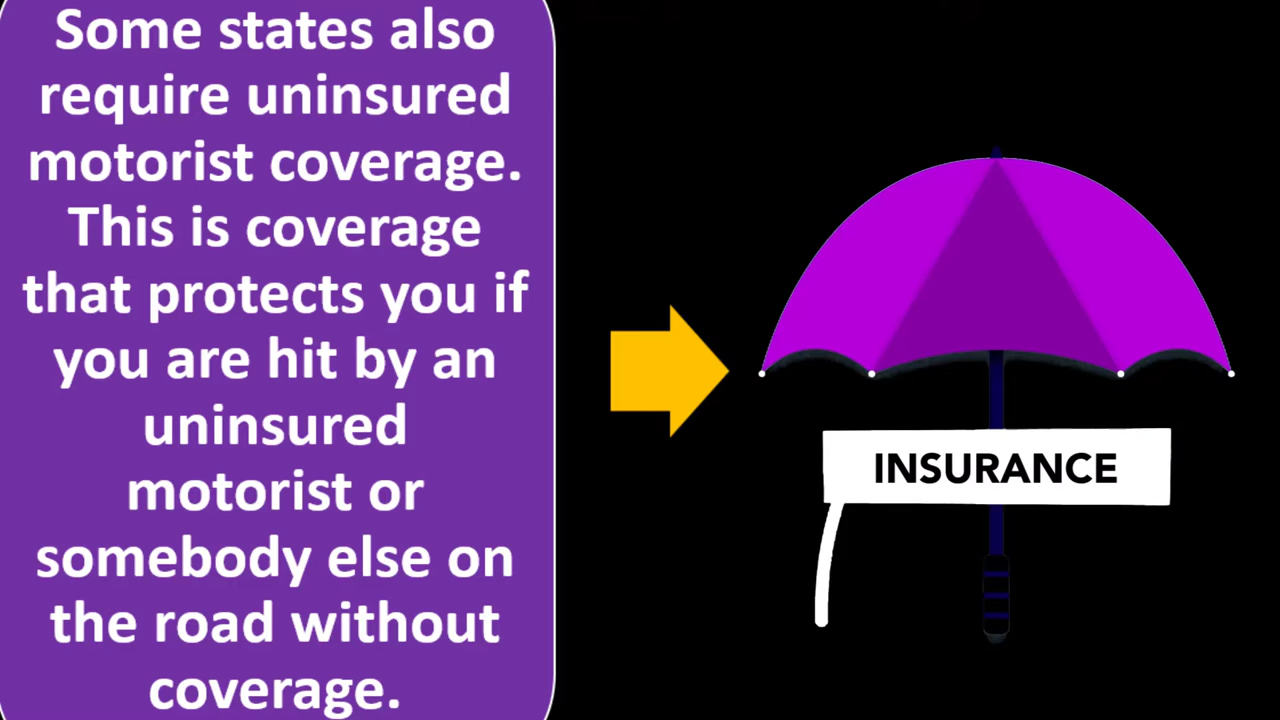 Some states also
require uninsured
motorist coverage.
This is coverage
that protects you if
you are hit by an
uninsured
motorist or
somebody else on
the road without
coverage.
INSURANCE